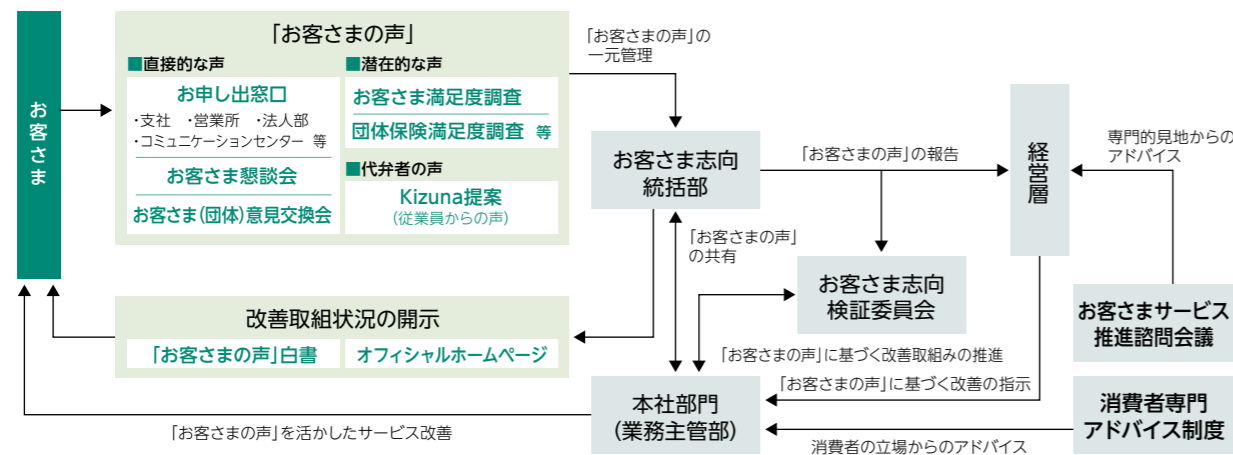 お客さま
「お客さまの声」
■直接的な声
お申し出窓口
・支社 ・営業所 ・法人部
・コミュニケーションセンター 等
お客さま懇談会
お客さま(団体)意見交換会
■潜在的な声
お客さま満足度調査
団体保険満足度調査 等
■代弁者の声
Kizuna提案
(従業員からの声)
「お客さまの声」の
一元管理
お客さま志向
統括部
「お客さまの声」の報告
経営層
専門的見地からの
アドバイス
「お客さまの声」
の共有
お客さま志向
検証委員会
お客さまサービス
推進諮問会議
改善取組状況の開示
「お客さまの声」白書
オフィシャルホームページ
「お客さまの声」に基づく改善取組みの推進
「お客さまの声」に基づく改善の指示
本社部門
(業務主管部)
消費者専門
アドバイス制度
「お客さまの声」を活かしたサービス改善
消費者の立場からのアドバイス